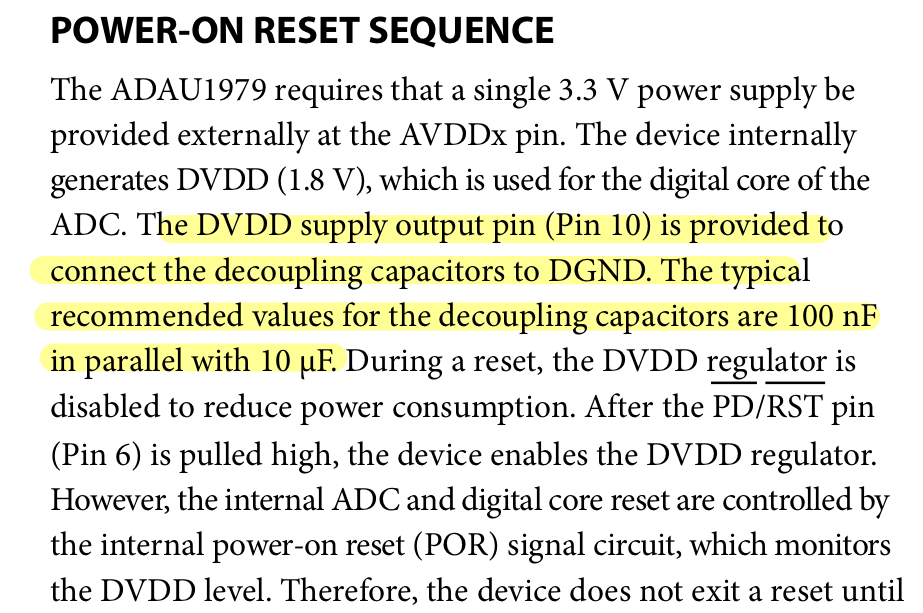 POWER-ON RESET SEQUENCE
The ADAU1979 requires that a single 3.3 V power supply be
provided externally at the AVDDx pin. The device internally
generates DVDD (1.8 V), which is used for the digital core of the
ADC. The DVDD supply output pin (Pin 10) is provided to
connect the decoupling capacitors to DGND. The typical
recommended values for the decoupling capacitors are 100 nF
in parallel with 10 μF. During a reset, the DVDD regulator is
disabled to reduce power consumption. After the PD/RST pin
(Pin 6) is pulled high, the device enables the DVDD regulator.
However, the internal ADC and digital core reset are controlled by
the internal power-on reset (POR) signal circuit, which monitors
the DVDD level. Therefore, the device does not exit a reset until